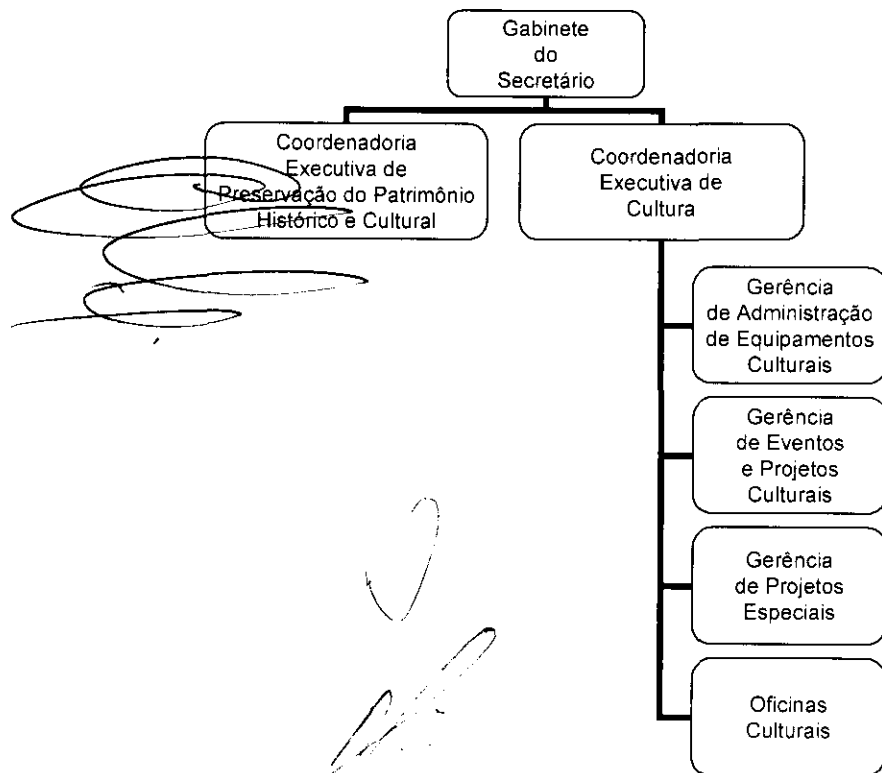 Gabinete
do
Secretário
Coordenadoria
Executiva de
Preservação do Patrimônio
Histórico e Cultural
Coordenadoria
Executiva de
Cultura
Gerência
de Administração
de Equipamentos
Culturais
Gerência
de Eventos
e Projetos
Culturais
Gerência
de Projetos
Especiais
Oficinas
Culturais